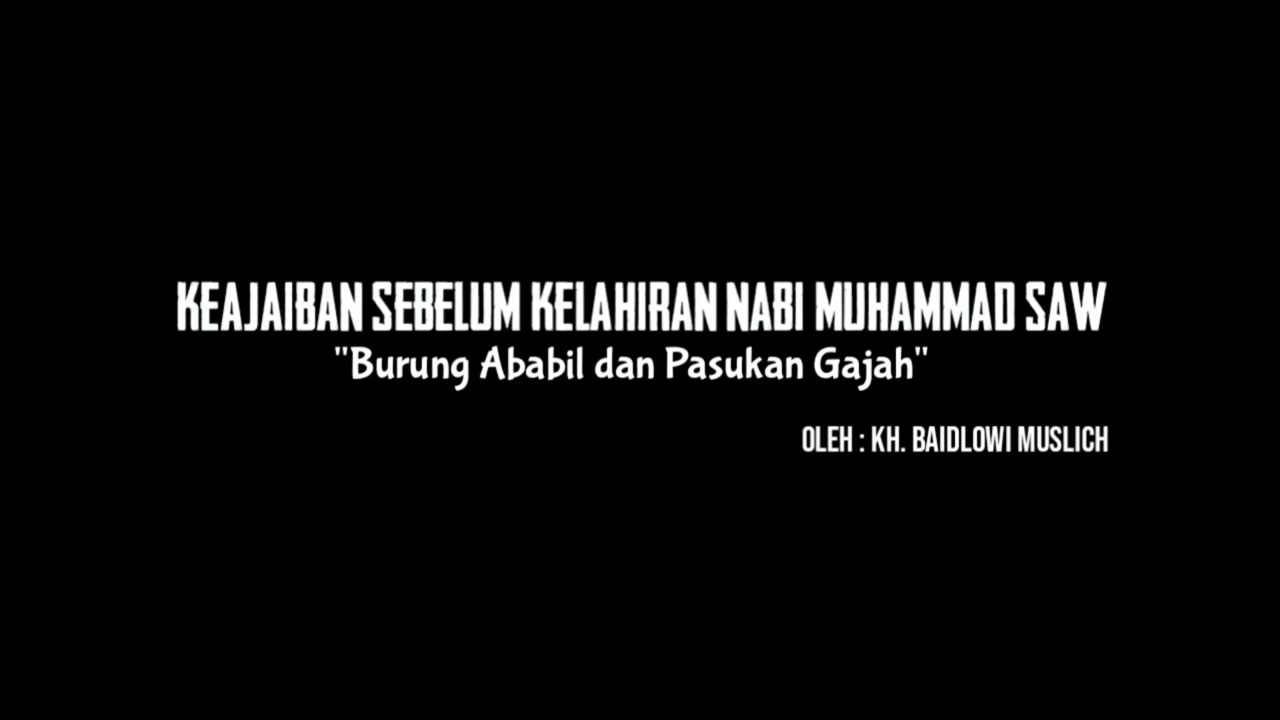 KEAJAIBAN SEBELUM KELAHIRAN NABI MUHAMMAD SAW
"Burung Ababil dan Pasukan Gajah"
OLEH : KH. BAIDLOWI MUSLICH